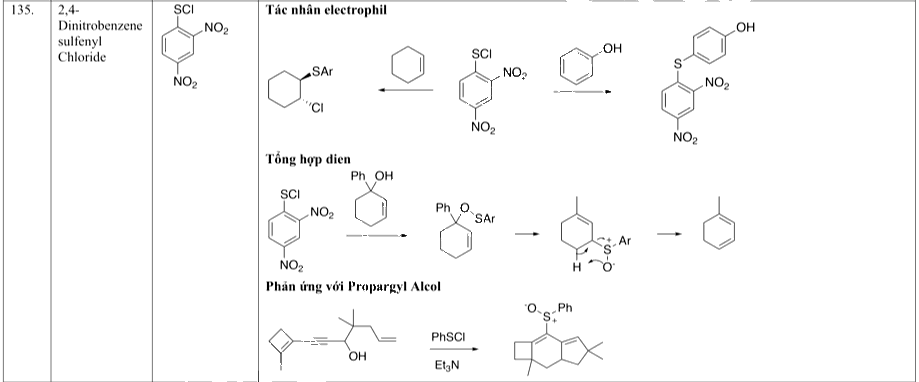 135.
2,4-
Dinitrobenzene
sulfenyl
Chloride
SCl
NO₂
NO₂
Tác nhân electrophil
SAr
Cl
SCl
NO₂
NO₂
OH
OH
S
NO₂
NO₂
Tổng hợp dien
SCl
NO₂
NO₂
Ph OH
Ph O
SAr
S
+
Ar
H
O⁻
Phản ứng với Propargyl Alcol
OH
PhSCl
Et₃N
⁻O
S
+
Ph